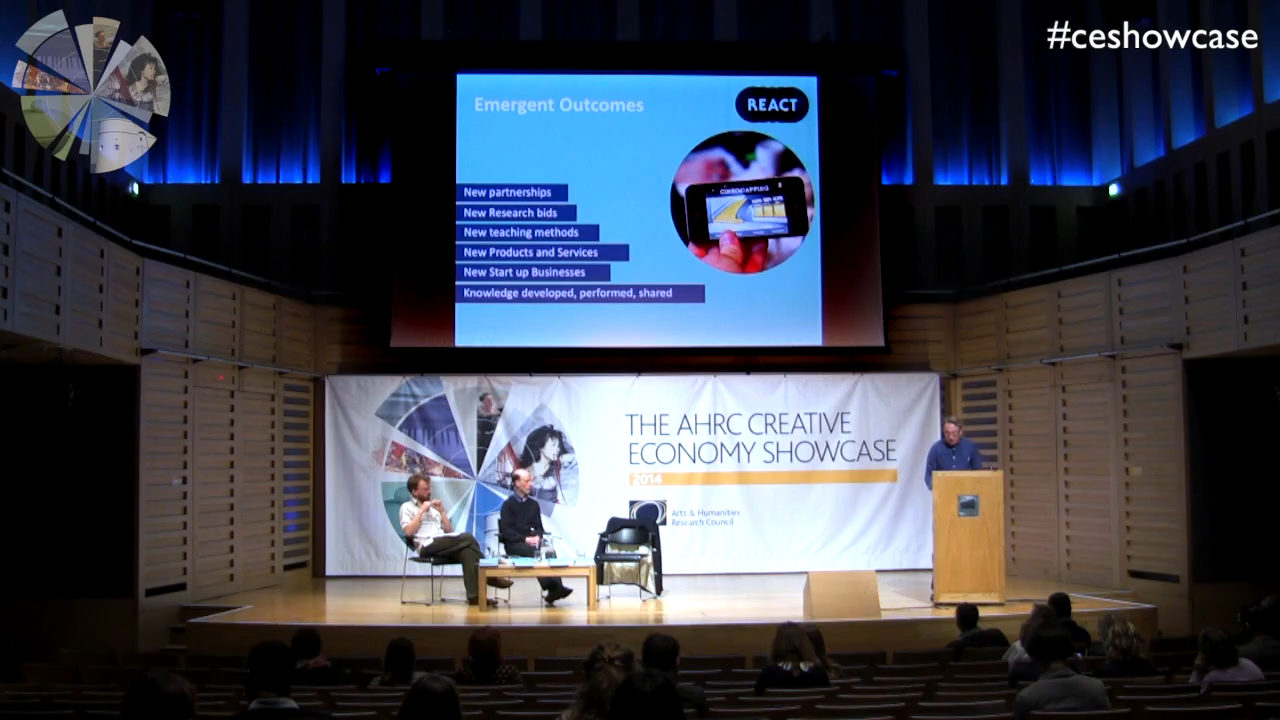 #ceshowcase
Emergent Outcomes
REACT
CINEMAPPING
New partnerships
New Research bids
New teaching methods
New Products and Services
New Start up Businesses
Knowledge developed, performed, shared
THE AHRC CREATIVE
ECONOMY SHOWCASE
2014
Arts & Humanities
Research Council